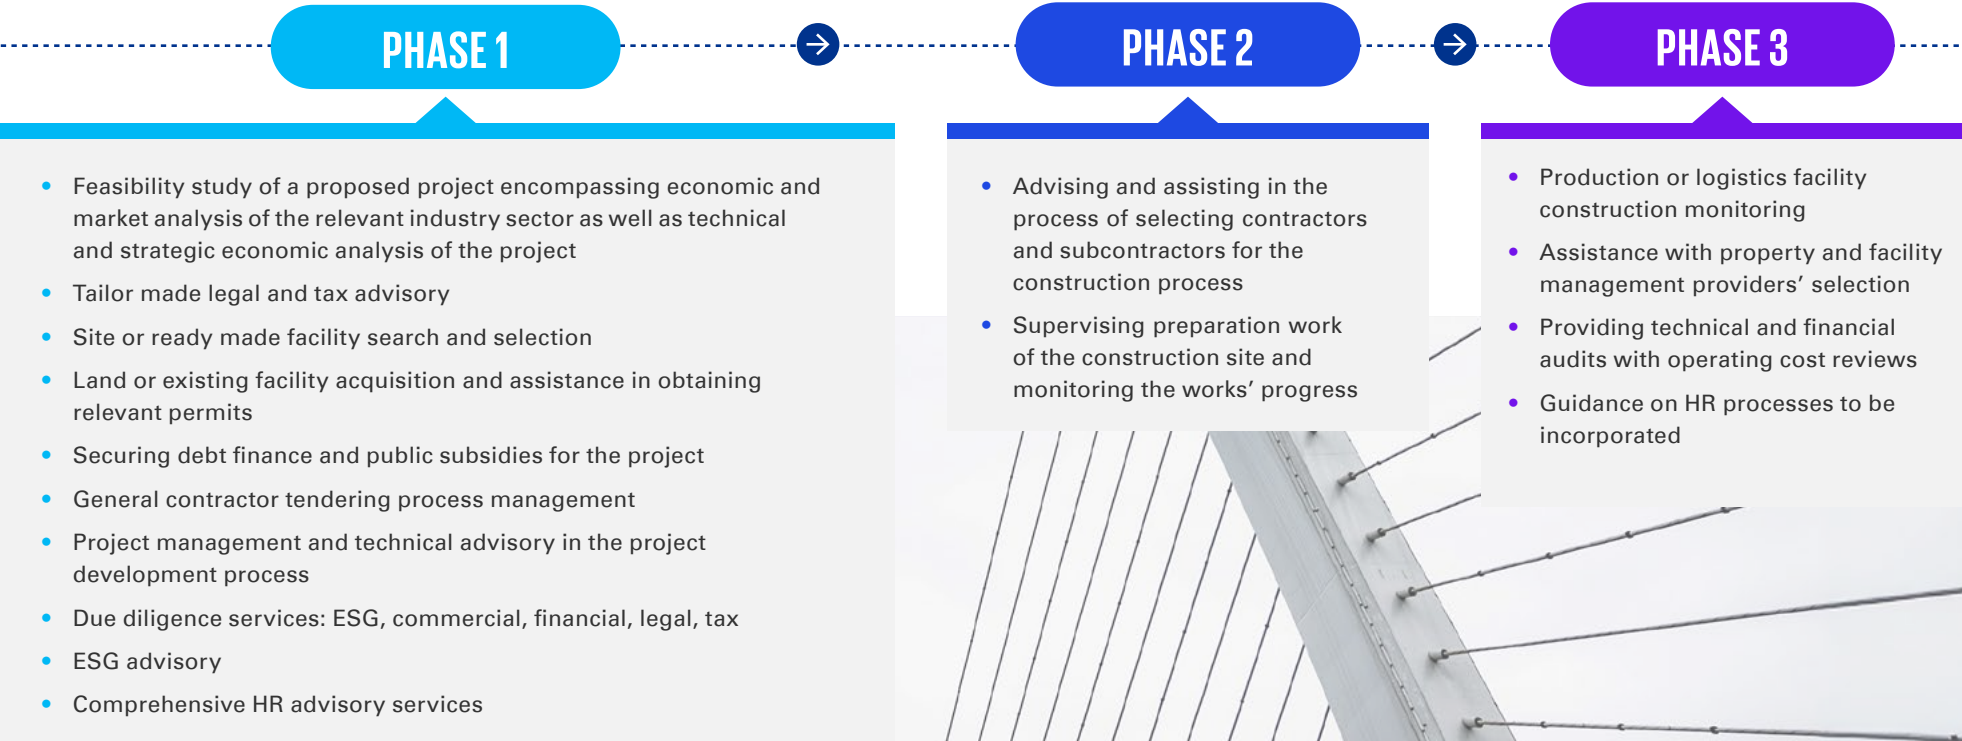 PHASE 1
PHASE 2
PHASE 3
• Feasibility study of a proposed project encompassing economic and
market analysis of the relevant industry sector as well as technical
and strategic economic analysis of the project
• Tailor made legal and tax advisory
• Site or ready made facility search and selection
• Land or existing facility acquisition and assistance in obtaining
relevant permits
• Securing debt finance and public subsidies for the project
• General contractor tendering process management
• Project management and technical advisory in the project
development process
• Due diligence services: ESG, commercial, financial, legal, tax
• ESG advisory
• Comprehensive HR advisory services
• Advising and assisting in the
process of selecting contractors
and subcontractors for the
construction process
• Supervising preparation work
of the construction site and
monitoring the works’ progress
• Production or logistics facility
construction monitoring
• Assistance with property and facility
management providers’ selection
• Providing technical and financial
audits with operating cost reviews
• Guidance on HR processes to be
incorporated